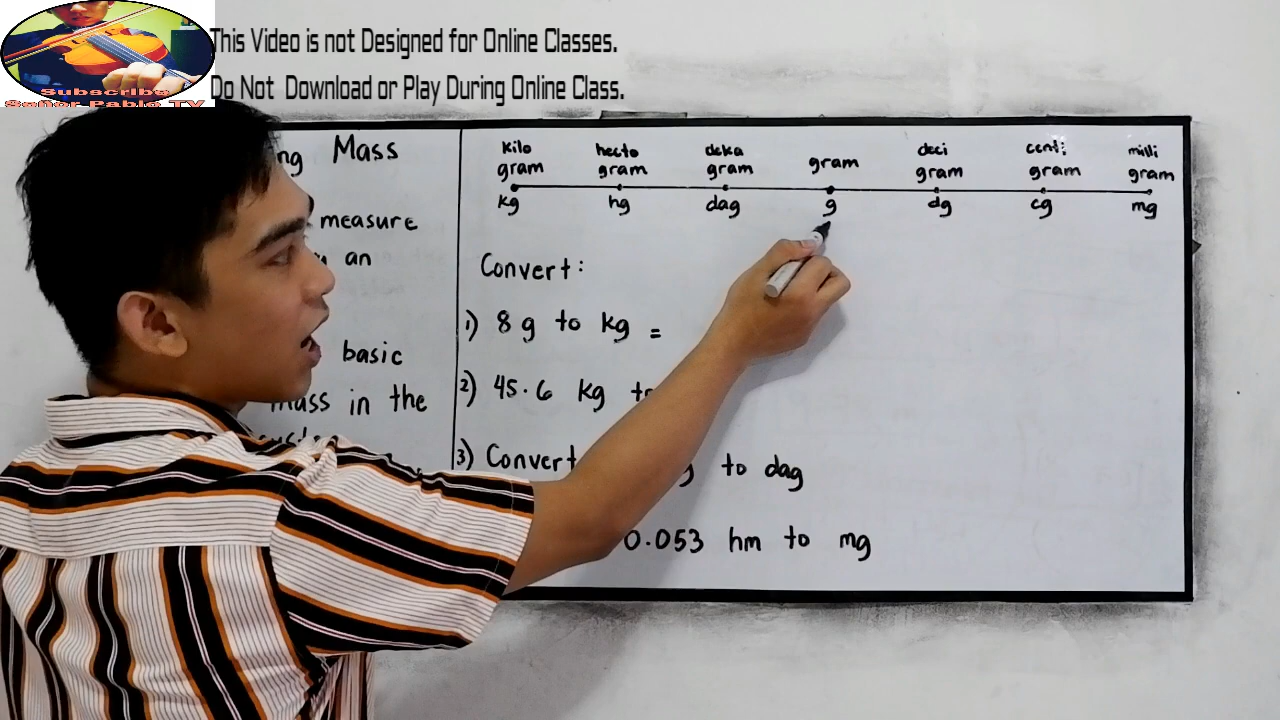 This Video is not Designed for Online Classes.
Do Not Download or Play During Online Class.
Subscribe
Señor Pablo TV
Mass
measure
an
basic
mass in the
kilo gram
hecto gram
deka gram
gram
deci gram
centi gram
milli gram
kg hg dag g dg cg mg
Convert:
1) 8 g to kg =
2) 45.6 kg
3) Convert to dag
0.053 hm to mg